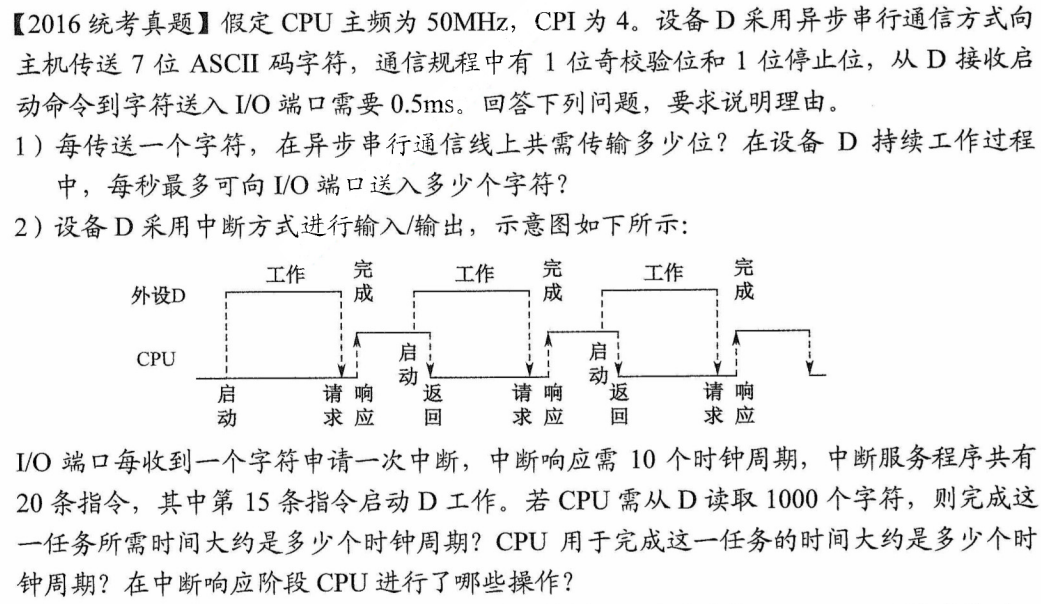 【2016 统考真题】假定 CPU 主频为 50MHz，CPI 为 4。设备 D 采用异步串行通信方式向
主机传送 7 位 ASCII 码字符，通信规程中有 1 位奇校验位和 1 位停止位，从 D 接收启
动命令到字符送入 I/O 端口需要 0.5ms。回答下列问题，要求说明理由。
1）每传送一个字符，在异步串行通信线上共需传输多少位？在设备 D 持续工作过程
中，每秒最多可向 I/O 端口送入多少个字符？
2）设备 D 采用中断方式进行输入/输出，示意图如下所示：
工作 完成 工作 完成 工作 完成
外设D
CPU
启动 启动
启动 请求 响应 返回 请求 响应 返回 请求 响应
I/O 端口每收到一个字符申请一次中断，中断响应需 10 个时钟周期，中断服务程序共有
20 条指令，其中第 15 条指令启动 D 工作。若 CPU 需从 D 读取 1000 个字符，则完成这
一任务所需时间大约是多少个时钟周期？CPU 用于完成这一任务的时间大约是多少个时
钟周期？在中断响应阶段 CPU 进行了哪些操作？